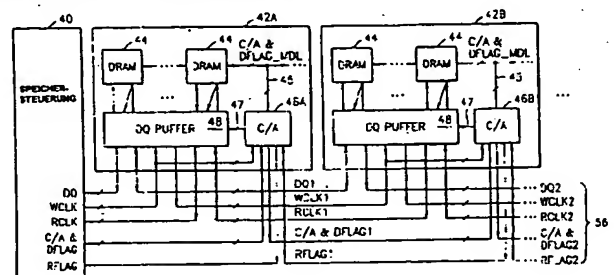 40
42A
42B
44
44
C/A &
DFLAG_MDL
44
44
C/A &
DFLAG_MDL
DRAM
DRAM
DRAM
DRAM
SPEICHER-
STEUERUNG
45
46A
46B
47
47
DQ PUFFER 48
C/A
DQ PUFFER 48
C/A
DQ
DQ1
DQ2
WCLK
WCLK1
WCLK2
RCLK
RCLK1
RCLK2
56
C/A &
DFLAG
C/A & DFLAG1
C/A &
DFLAG2
RFLAG
RFLAG1
RFLAG2